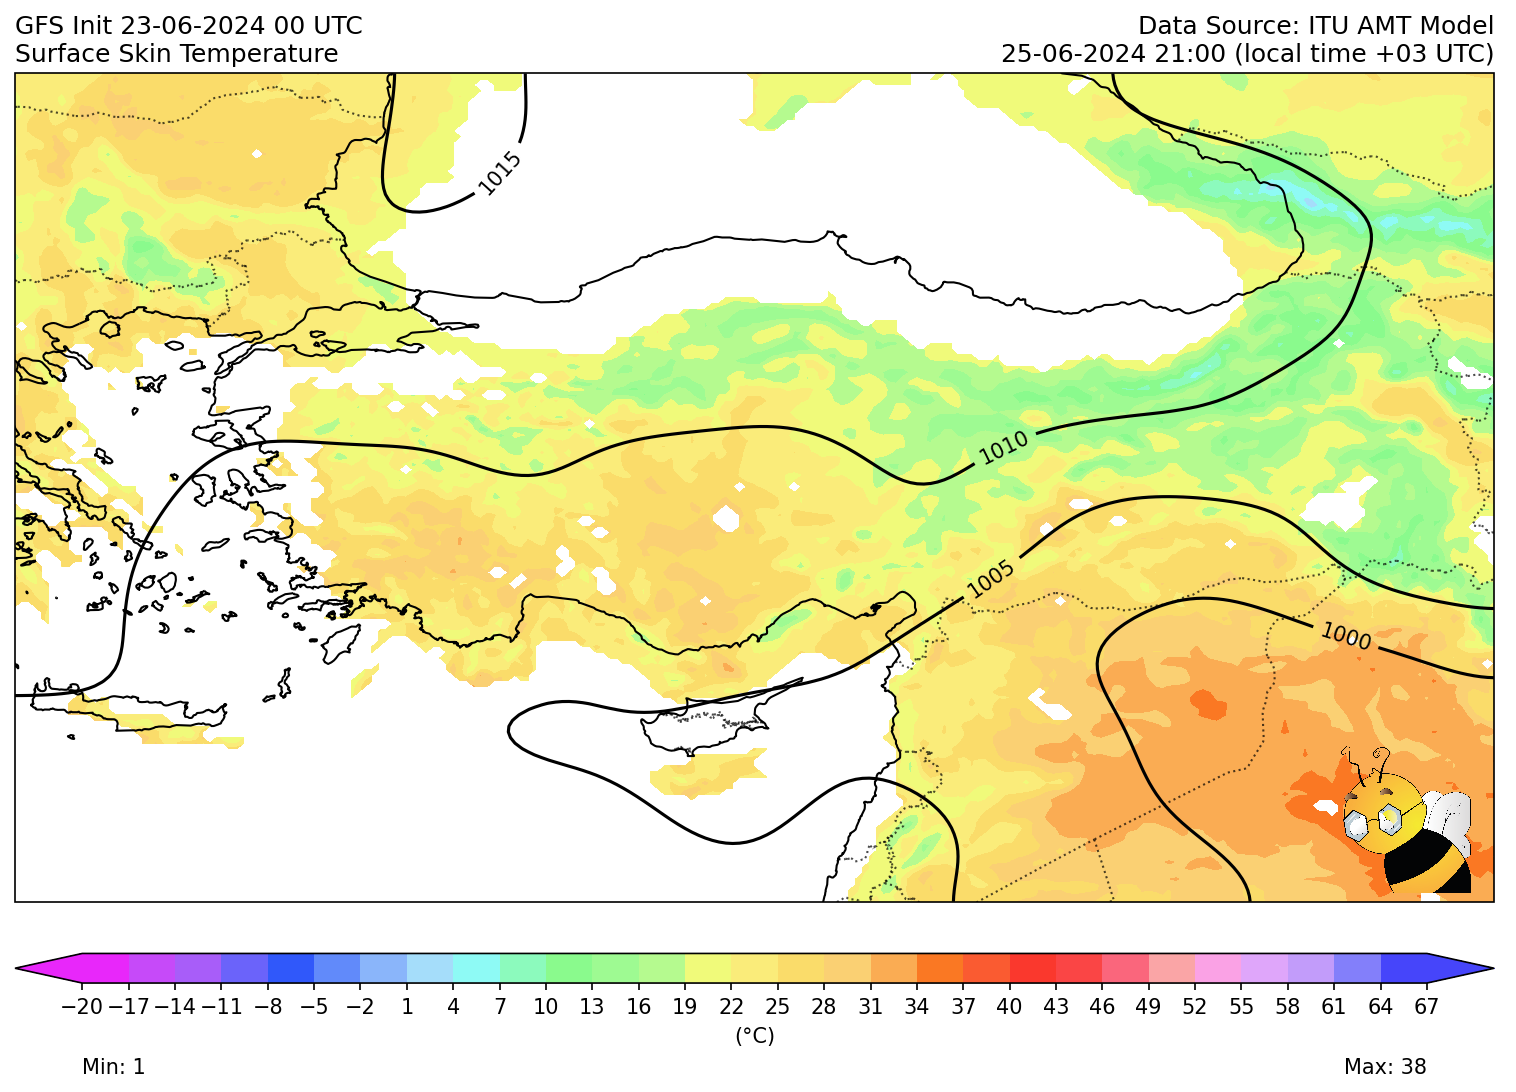 GFS Init 23-06-2024 00 UTC
Data Source: ITU AMT Model
Surface Skin Temperature
25-06-2024 21:00 (local time +03 UTC)
1015
1010
1005
1000
−20 −17 −14 −11 −8 −5 −2 1 4 7 10 13 16 19 22 25 28 31 34 37 40 43 46 49 52 55 58 61 64 67
(°C)
Min: 1
Max: 38